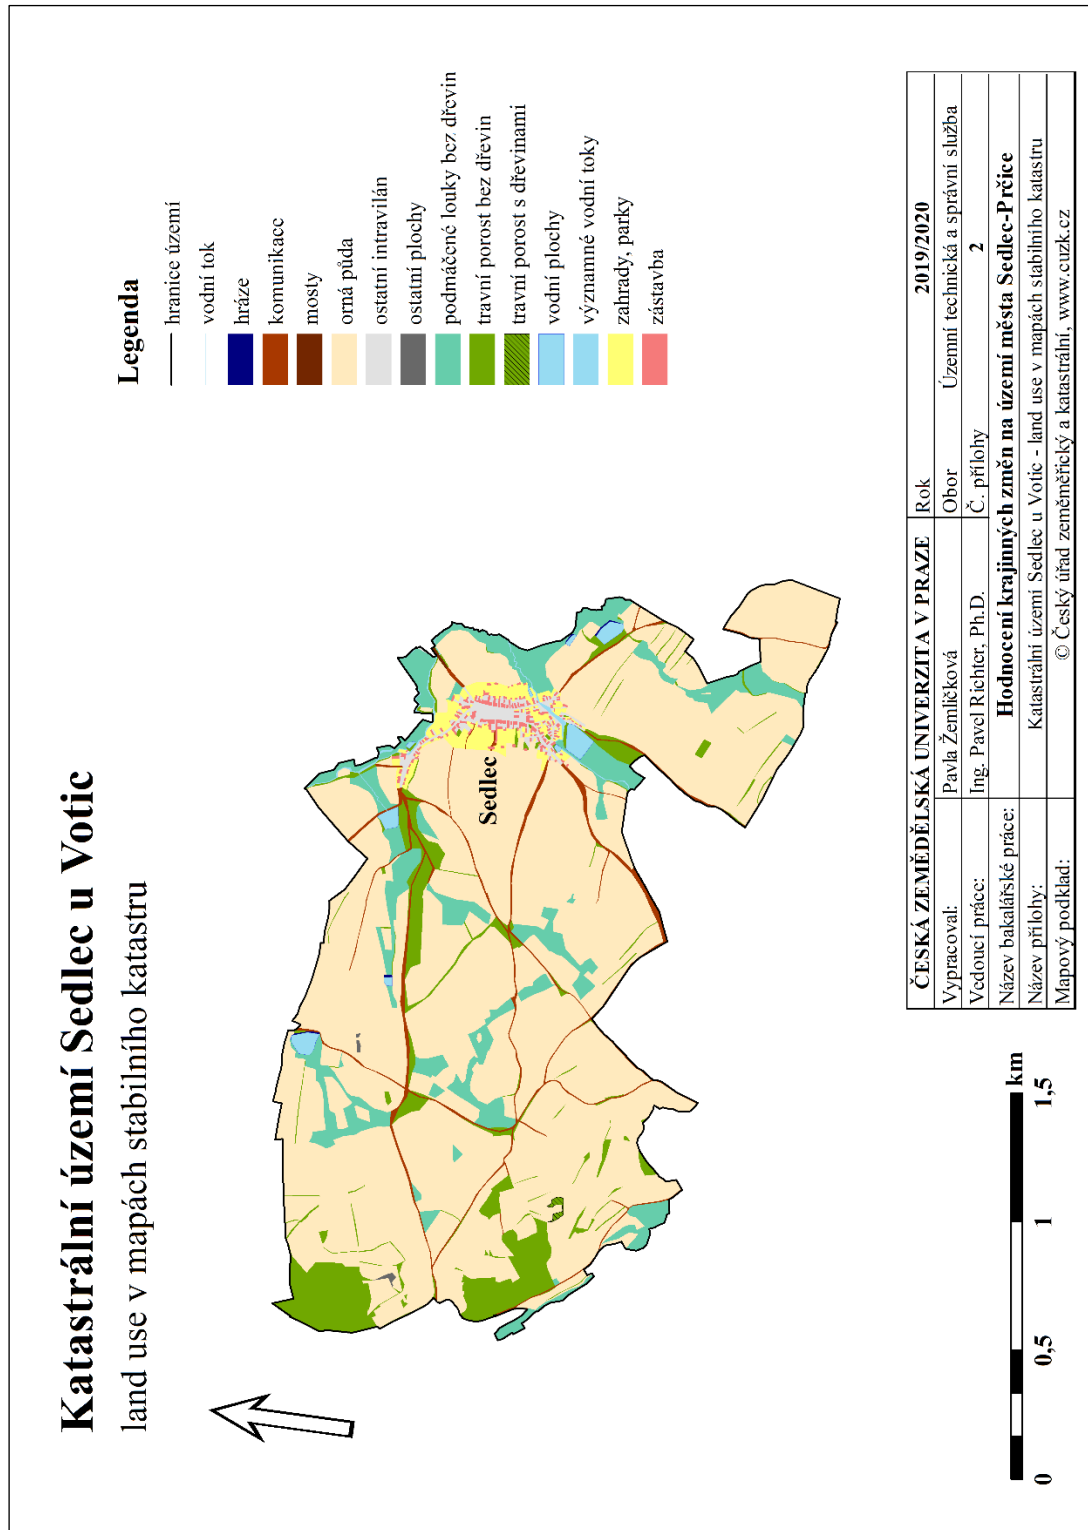 Katastrální území Sedlec u Votic
land use v mapách stabilního katastru
Legenda
hranice území
vodní tok
hráze
komunikace
mosty
orná půda
ostatní intravilán
ostatní plochy
podmáčené louky bez dřevin
travní porost bez dřevin
travní porost s dřevinami
vodní plochy
významné vodní toky
zahrady, parky
zástavba
Sedlec
0 0,5 1 1,5
km
ČESKÁ ZEMĚDĚLSKÁ UNIVERZITA V PRAZE Rok 2019/2020
Vypracoval: Pavla Žemličková Obor Územní technická a správní služba
Vedoucí práce: Ing. Pavel Richter, Ph.D. Č. přílohy 2
Název bakalářské práce: Hodnocení krajinných změn na území města Sedlec-Prčice
Název přílohy: Katastrální území Sedlec u Votic - land use v mapách stabilního katastru
Mapový podklad: © Český úřad zeměměřický a katastrální, www.cuzk.cz